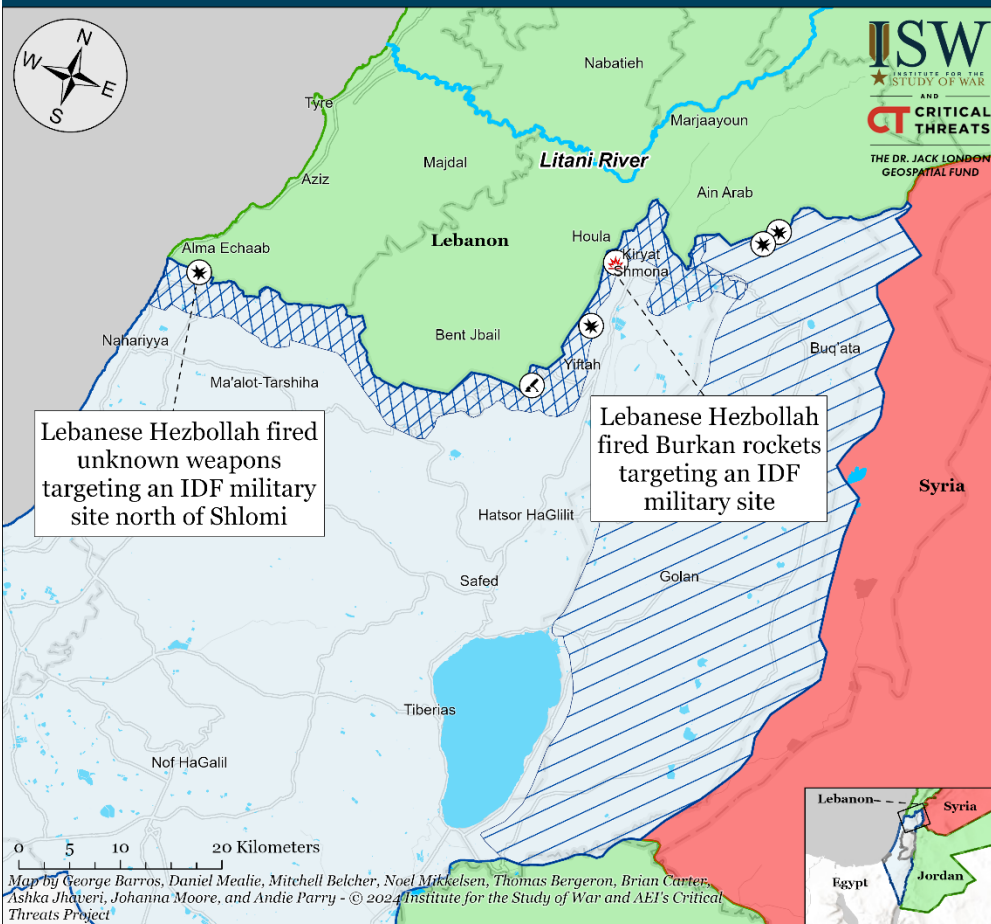 N
W
E
S
ISW
INSTITUTE FOR THE
STUDY OF WAR
AND
CT CRITICAL
THREATS
THE DR. JACK LONDON
GEOSPATIAL FUND
Nabatieh
Tyre
Marjaayoun
Majdal
Litani River
Aziz
Ain Arab
Lebanon
Houla
Alma Echaab
Kiryat
Shmona
Nahariyya
Bent Jbail
Buq'ata
Yiftah
Ma'alot-Tarshiha
Lebanese Hezbollah fired
unknown weapons
targeting an IDF military
site north of Shlomi
Lebanese Hezbollah
fired Burkan rockets
targeting an IDF
military site
Syria
Hatsor HaGlilit
Safed
Golan
Tiberias
Nof HaGalil
Lebanon
Syria
Egypt
Jordan
0 5 10 20 Kilometers
Map by George Barros, Daniel Mealie, Mitchell Belcher, Noel Mikkelsen, Thomas Bergeron, Brian Carter,
Ashka Jhaveri, Johanna Moore, and Andie Parry - © 2024 Institute for the Study of War and AEI's Critical
Threats Project